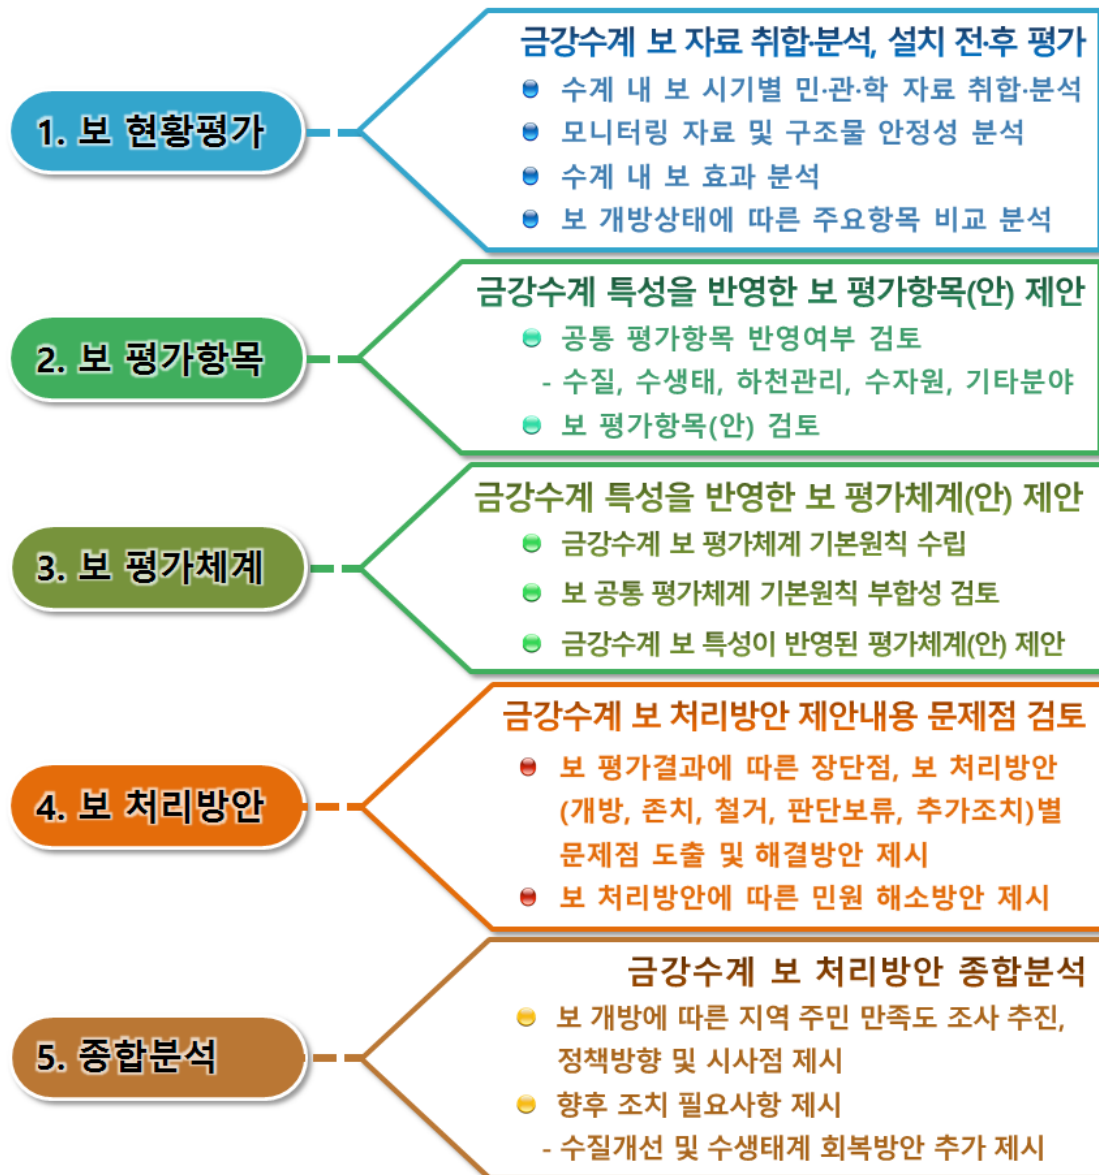 1. 보 현황평가
금강수계 보 자료 취합·분석, 설치 전·후 평가
수계 내 보 시기별 민·관·학 자료 취합·분석
모니터링 자료 및 구조물 안정성 분석
수계 내 보 효과 분석
보 개방상태에 따른 주요항목 비교 분석
2. 보 평가항목
금강수계 특성을 반영한 보 평가항목(안) 제안
공통 평가항목 반영여부 검토
- 수질, 수생태, 하천관리, 수자원, 기타분야
보 평가항목(안) 검토
3. 보 평가체계
금강수계 특성을 반영한 보 평가체계(안) 제안
금강수계 보 평가체계 기본원칙 수립
보 공통 평가체계 기본원칙 부합성 검토
금강수계 보 특성이 반영된 평가체계(안) 제안
4. 보 처리방안
금강수계 보 처리방안 제안내용 문제점 검토
보 평가결과에 따른 장단점, 보 처리방안
(개방, 존치, 철거, 판단보류, 추가조치)별
문제점 도출 및 해결방안 제시
보 처리방안에 따른 민원 해소방안 제시
5. 종합분석
금강수계 보 처리방안 종합분석
보 개방에 따른 지역 주민 만족도 조사 추진,
정책방향 및 시사점 제시
향후 조치 필요사항 제시
- 수질개선 및 수생태계 회복방안 추가 제시